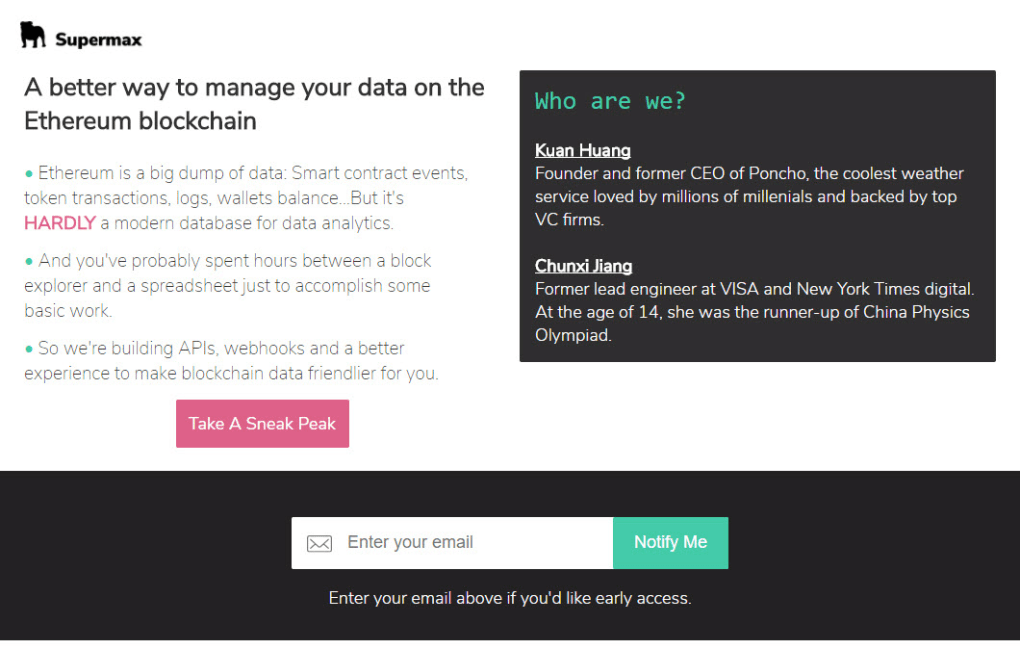 Supermax
A better way to manage your data on the
Ethereum blockchain
• Ethereum is a big dump of data: Smart contract events,
token transactions, logs, wallets balance...But it's
HARDLY a modern database for data analytics.
• And you've probably spent hours between a block
explorer and a spreadsheet just to accomplish some
basic work.
• So we're building APIs, webhooks and a better
experience to make blockchain data friendlier for you.
Take A Sneak Peak
Who are we?
Kuan Huang
Founder and former CEO of Poncho, the coolest weather
service loved by millions of millenials and backed by top
VC firms.
Chunxi Jiang
Former lead engineer at VISA and New York Times digital.
At the age of 14, she was the runner-up of China Physics
Olympiad.
Enter your email
Notify Me
Enter your email above if you'd like early access.